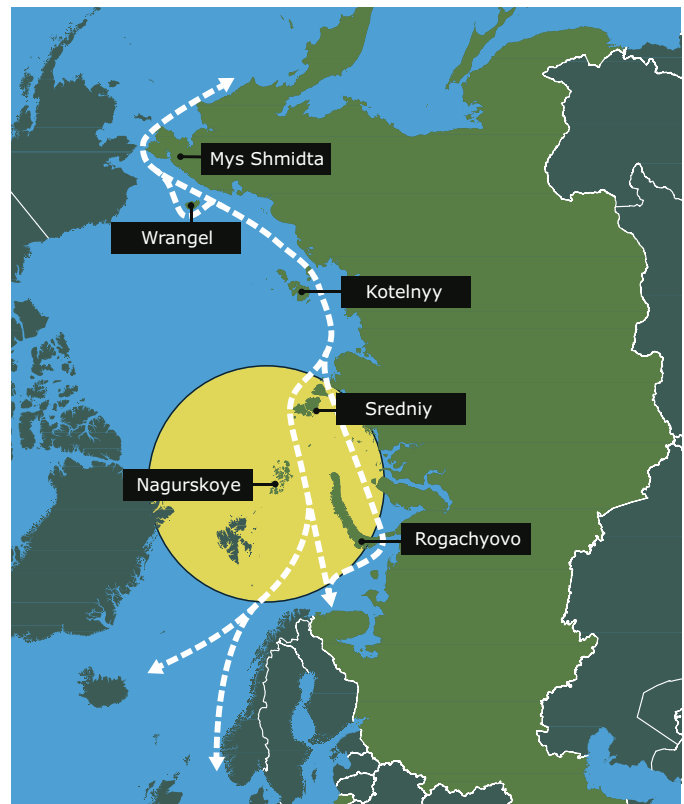 Mys Shmidta
Wrangel
Kotelnyy
Sredniy
Nagurskoye
Rogachyovo